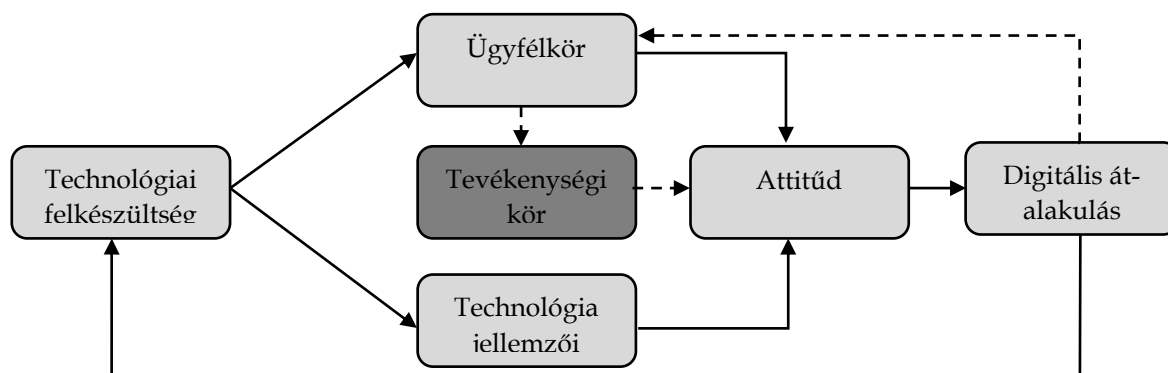 Ügyfélkör
Technológiai
felkészültség
Tevékenységi
kör
Attitűd
Digitális át-
alakulás
Technológia
jellemzői